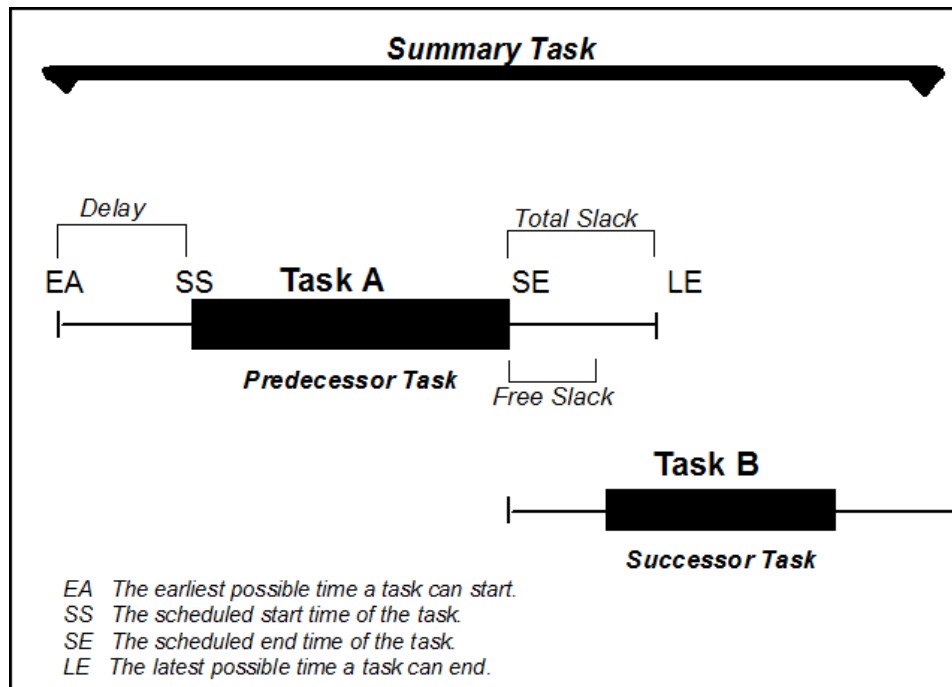 Summary Task
Delay
Total Slack
EA SS Task A SE LE
Predecessor Task
Free Slack
Task B
Successor Task
EA The earliest possible time a task can start.
SS The scheduled start time of the task.
SE The scheduled end time of the task.
LE The latest possible time a task can end.